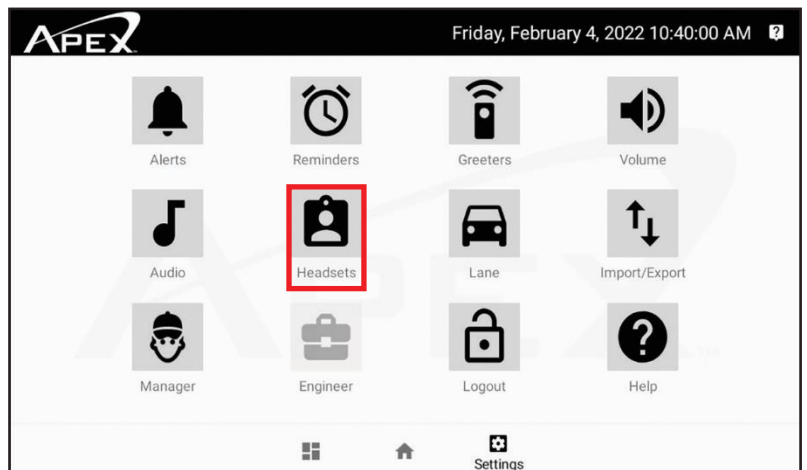 APEX
Friday, February 4, 2022 10:40:00 AM ?
Alerts Reminders Greeters Volume
Audio Headsets Lane Import/Export
Manager Engineer Logout Help
Settings